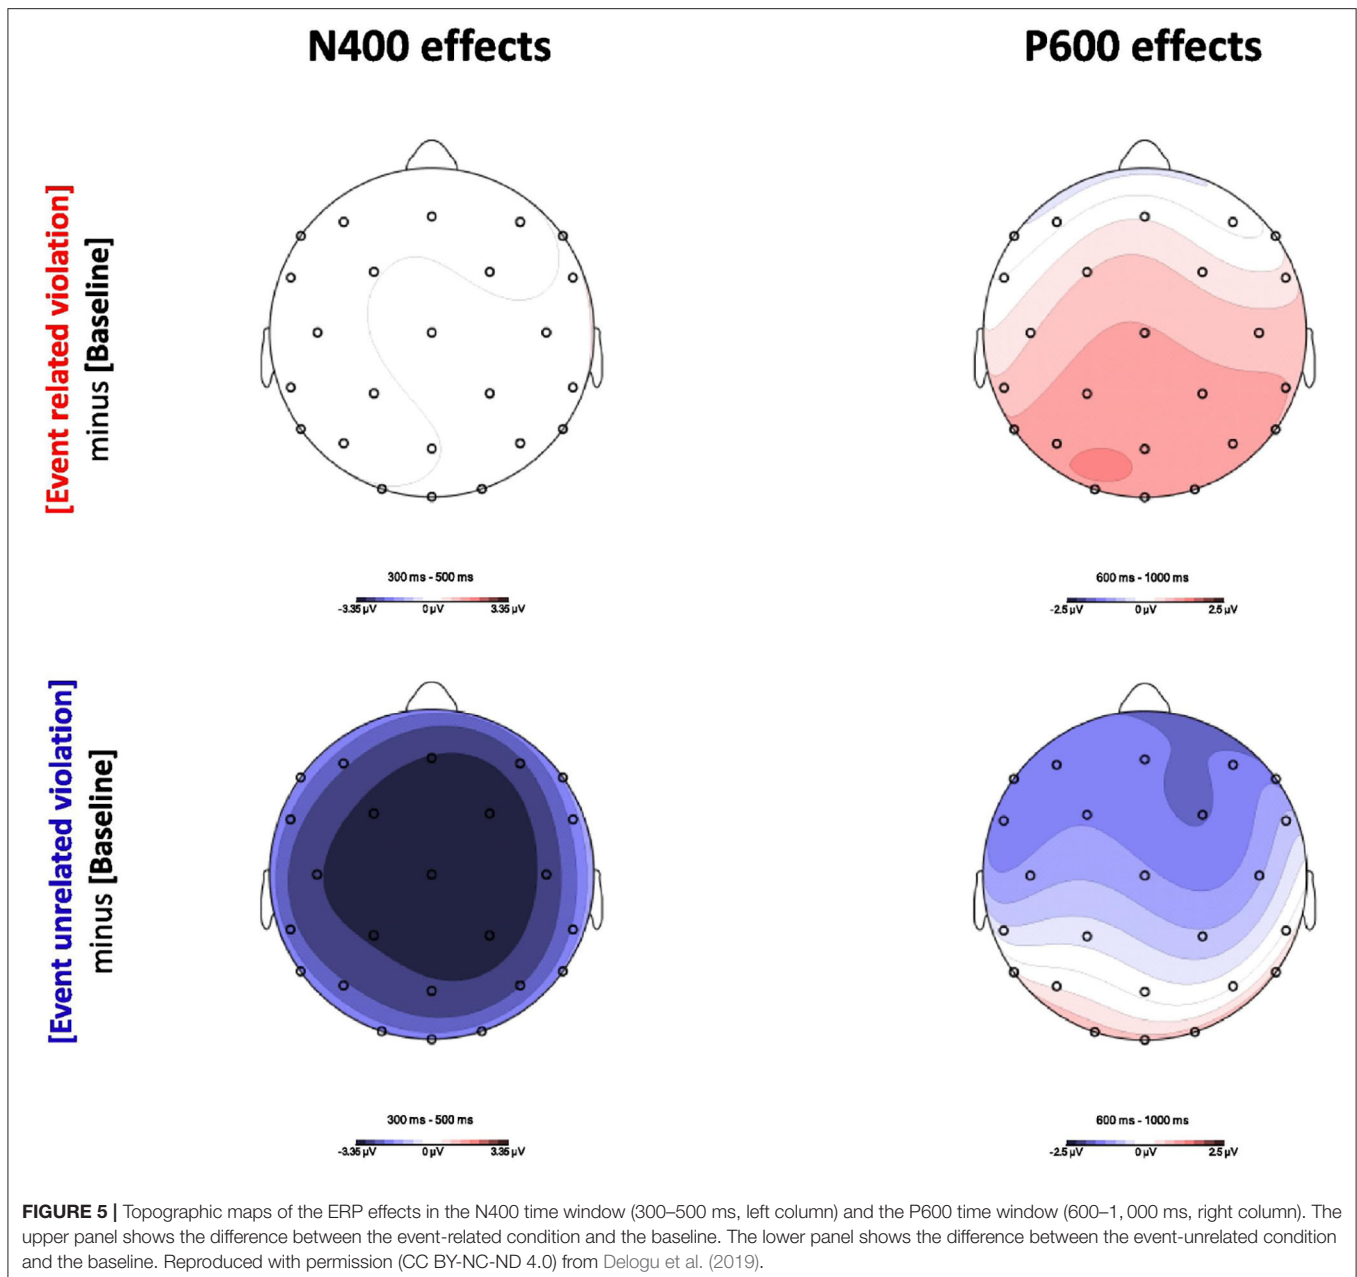 N400 effects
P600 effects
[Event related violation]
minus [Baseline]
300 ms - 500 ms
-3.35 µV 0 µV 3.35 µV
600 ms - 1000 ms
-2.5 µV 0 µV 2.5 µV
[Event unrelated violation]
minus [Baseline]
300 ms - 500 ms
-3.35 µV 0 µV 3.35 µV
600 ms - 1000 ms
-2.5 µV 0 µV 2.5 µV
FIGURE 5 | Topographic maps of the ERP effects in the N400 time window (300–500 ms, left column) and the P600 time window (600–1, 000 ms, right column). The
upper panel shows the difference between the event-related condition and the baseline. The lower panel shows the difference between the event-unrelated condition
and the baseline. Reproduced with permission (CC BY-NC-ND 4.0) from Delogu et al. (2019).